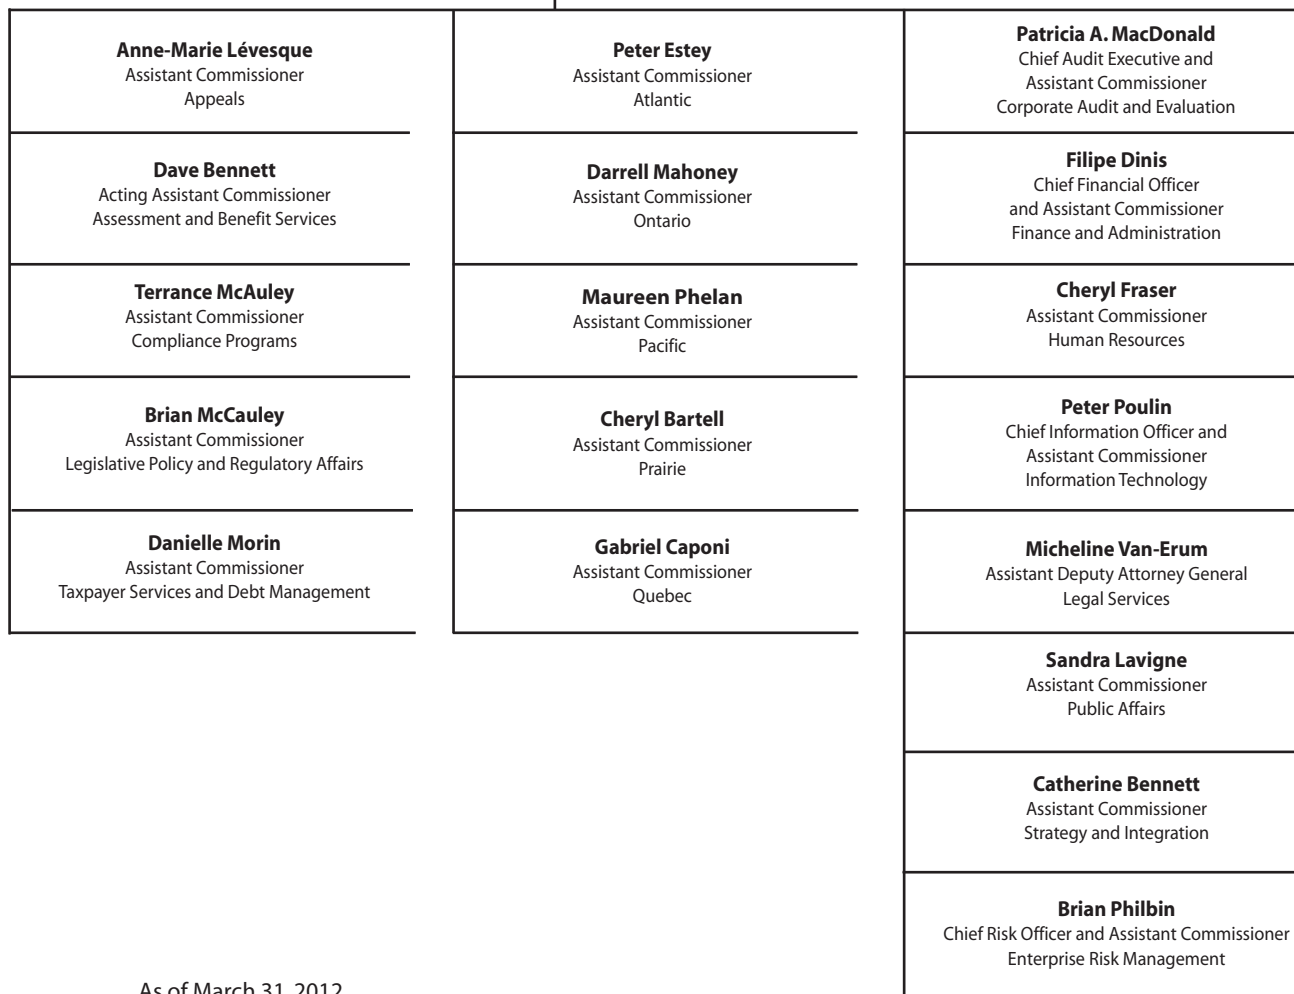 Anne-Marie Lévesque
Assistant Commissioner
Appeals
Dave Bennett
Acting Assistant Commissioner
Assessment and Benefit Services
Terrance McAuley
Assistant Commissioner
Compliance Programs
Brian McCauley
Assistant Commissioner
Legislative Policy and Regulatory Affairs
Danielle Morin
Assistant Commissioner
Taxpayer Services and Debt Management
Peter Estey
Assistant Commissioner
Atlantic
Darrell Mahoney
Assistant Commissioner
Ontario
Maureen Phelan
Assistant Commissioner
Pacific
Cheryl Bartell
Assistant Commissioner
Prairie
Gabriel Caponi
Assistant Commissioner
Quebec
Patricia A. MacDonald
Chief Audit Executive and
Assistant Commissioner
Corporate Audit and Evaluation
Filipe Dinis
Chief Financial Officer
and Assistant Commissioner
Finance and Administration
Cheryl Fraser
Assistant Commissioner
Human Resources
Peter Poulin
Chief Information Officer and
Assistant Commissioner
Information Technology
Micheline Van-Erum
Assistant Deputy Attorney General
Legal Services
Sandra Lavigne
Assistant Commissioner
Public Affairs
Catherine Bennett
Assistant Commissioner
Strategy and Integration
Brian Philbin
Chief Risk Officer and Assistant Commissioner
Enterprise Risk Management
As of March 31, 2012